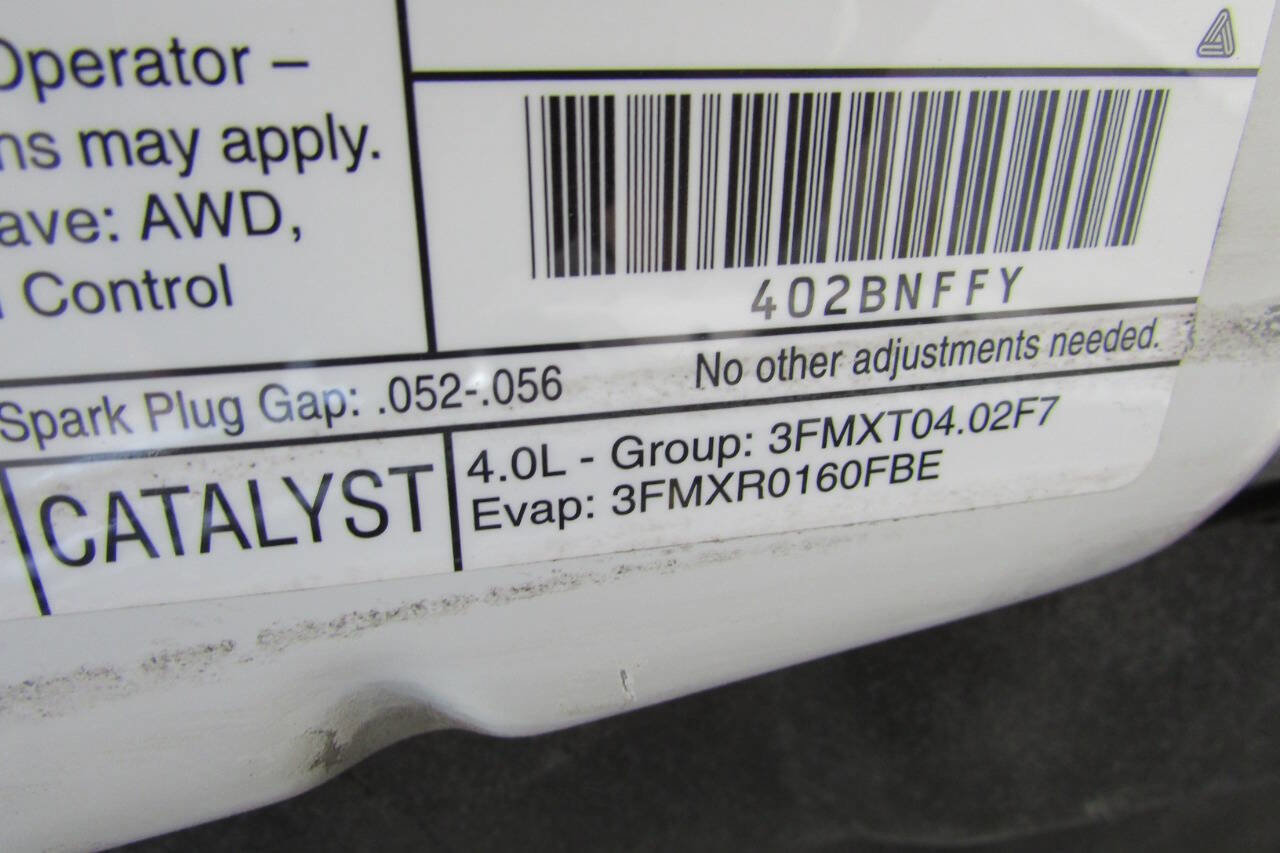 Operator –
ns may apply.
ave: AWD,
Control
402BNFFY
Spark Plug Gap: .052-.056
No other adjustments needed.
CATALYST
4.0L - Group: 3FMXT04.02F7
Evap: 3FMXR0160FBE